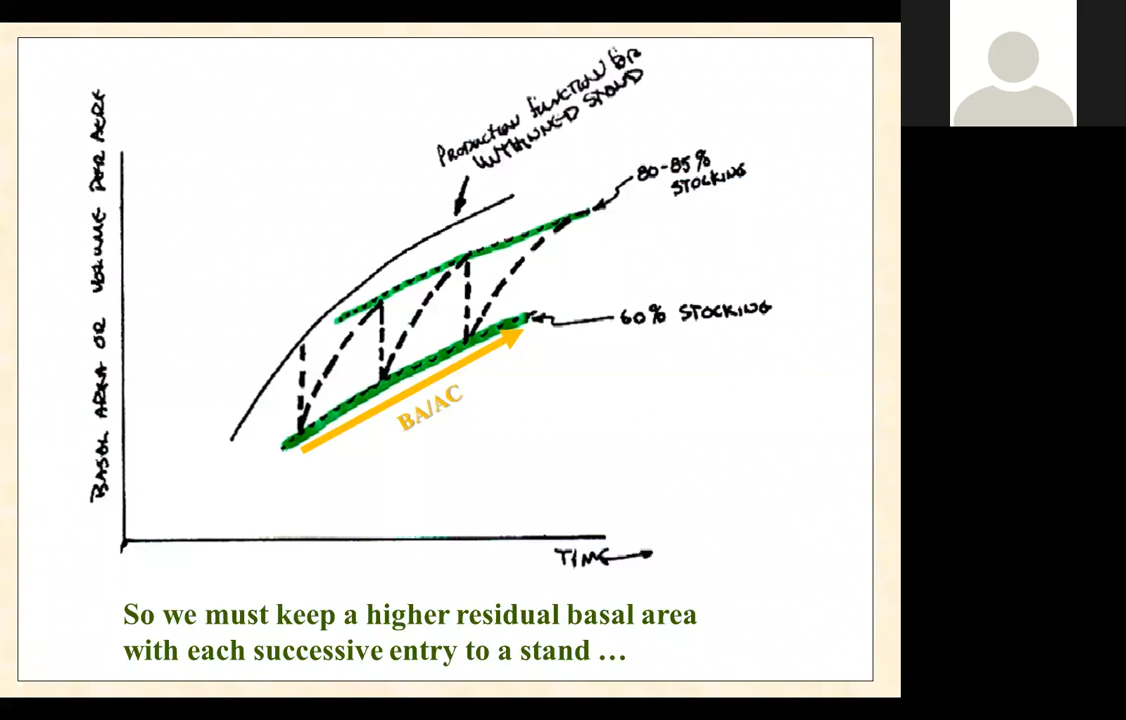 PRODUCTION FUNCTION FOR
UNTHINNED STAND
80-85%
STOCKING
60% STOCKING
BA/AC
BASAL AREA OR VOLUME PER ACRE
TIME
So we must keep a higher residual basal area
with each successive entry to a stand …